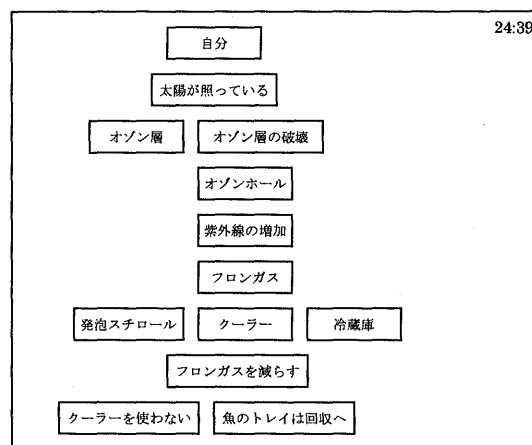 24:39
自分
太陽が照っている
オゾン層 オゾン層の破壊
オゾンホール
紫外線の増加
フロンガス
発泡スチロール クーラー 冷蔵庫
フロンガスを減らす
クーラーを使わない 魚のトレイは回収へ